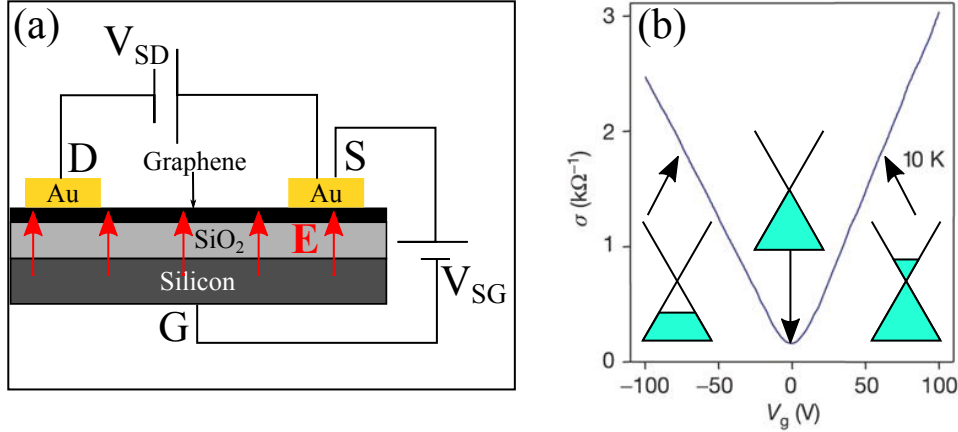 (a)
V_SD
D
Graphene
S
Au
Au
SiO₂
E
Silicon
V_SG
G
(b)
3
2
1
0
σ (kΩ⁻¹)
10 K
−100
−50
0
50
100
V_g (V)